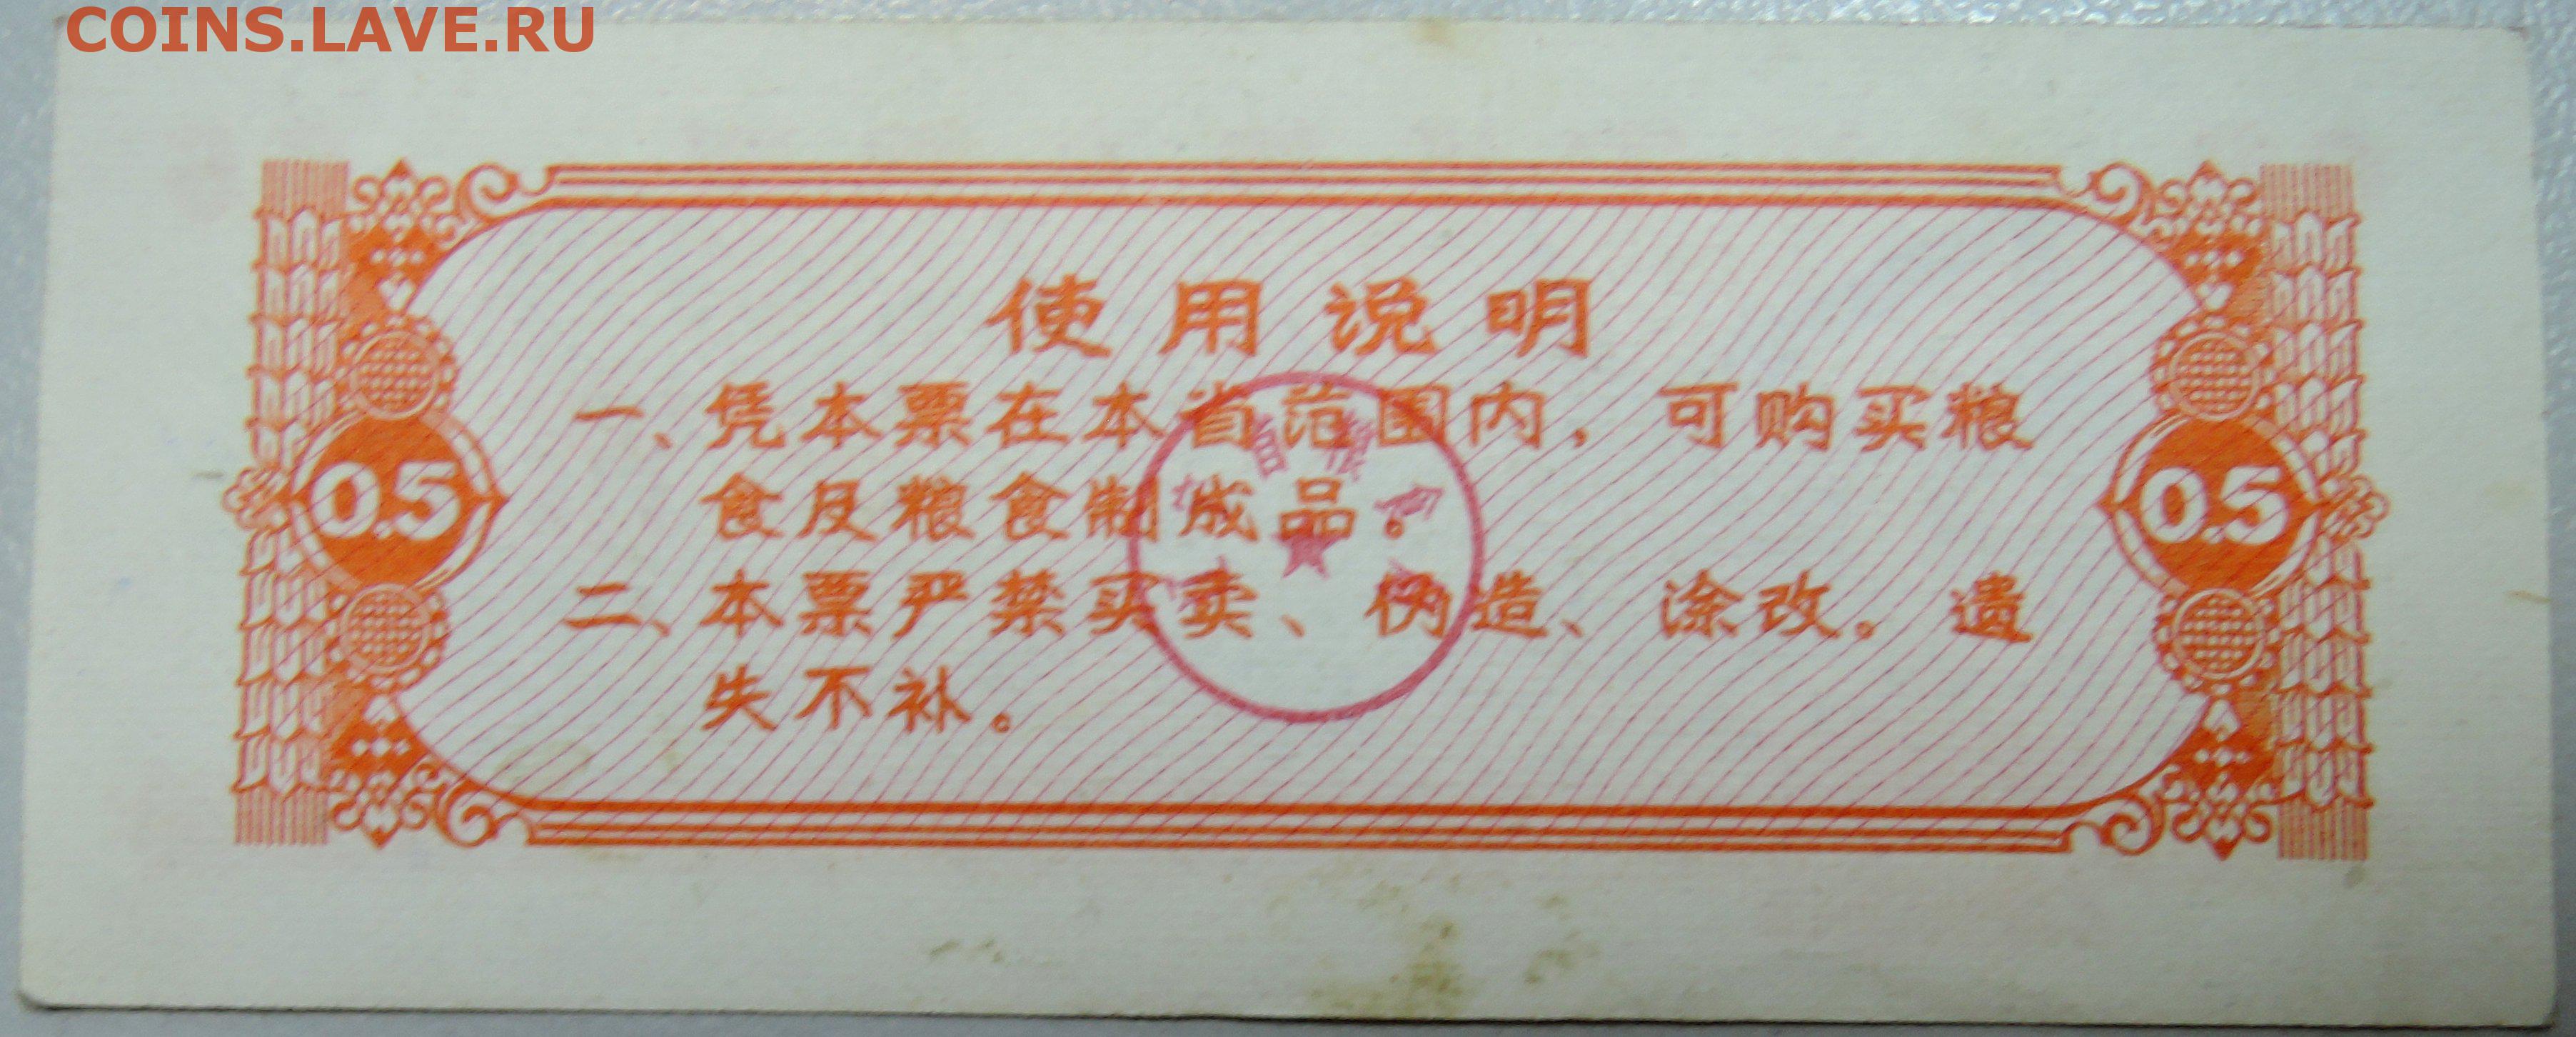 COINS.LAVE.RU
使用说明
一、凭本票在本省范围内，可购买粮
0.5
食及粮食制成品。
0.5
二、本票严禁买卖、伪造、涂改。遗
失不补。
省粮